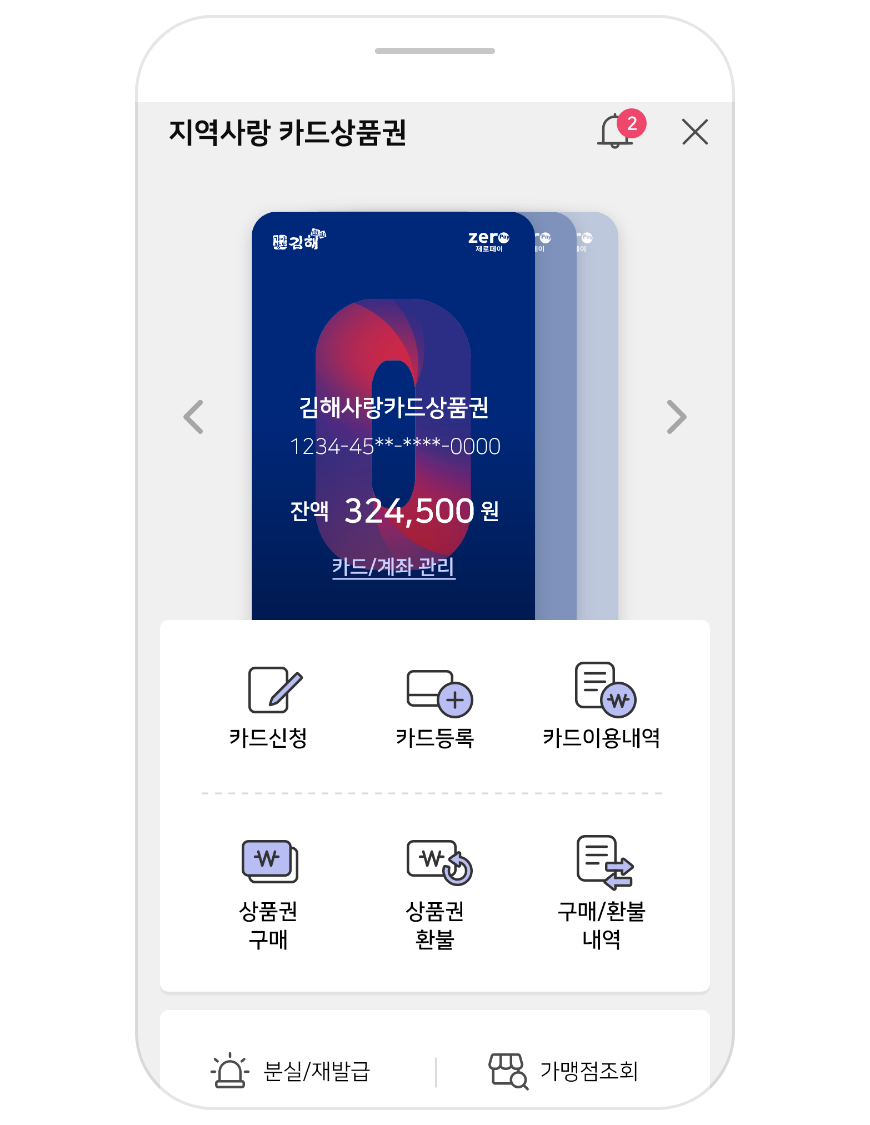 지역사랑 카드상품권
2
김해
zero Pay
제로페이
김해사랑카드상품권
1234-45**-****-0000
잔액 324,500 원
카드/계좌 관리
카드신청
카드등록
카드이용내역
상품권
구매
상품권
환불
구매/환불
내역
분실/재발급
가맹점조회